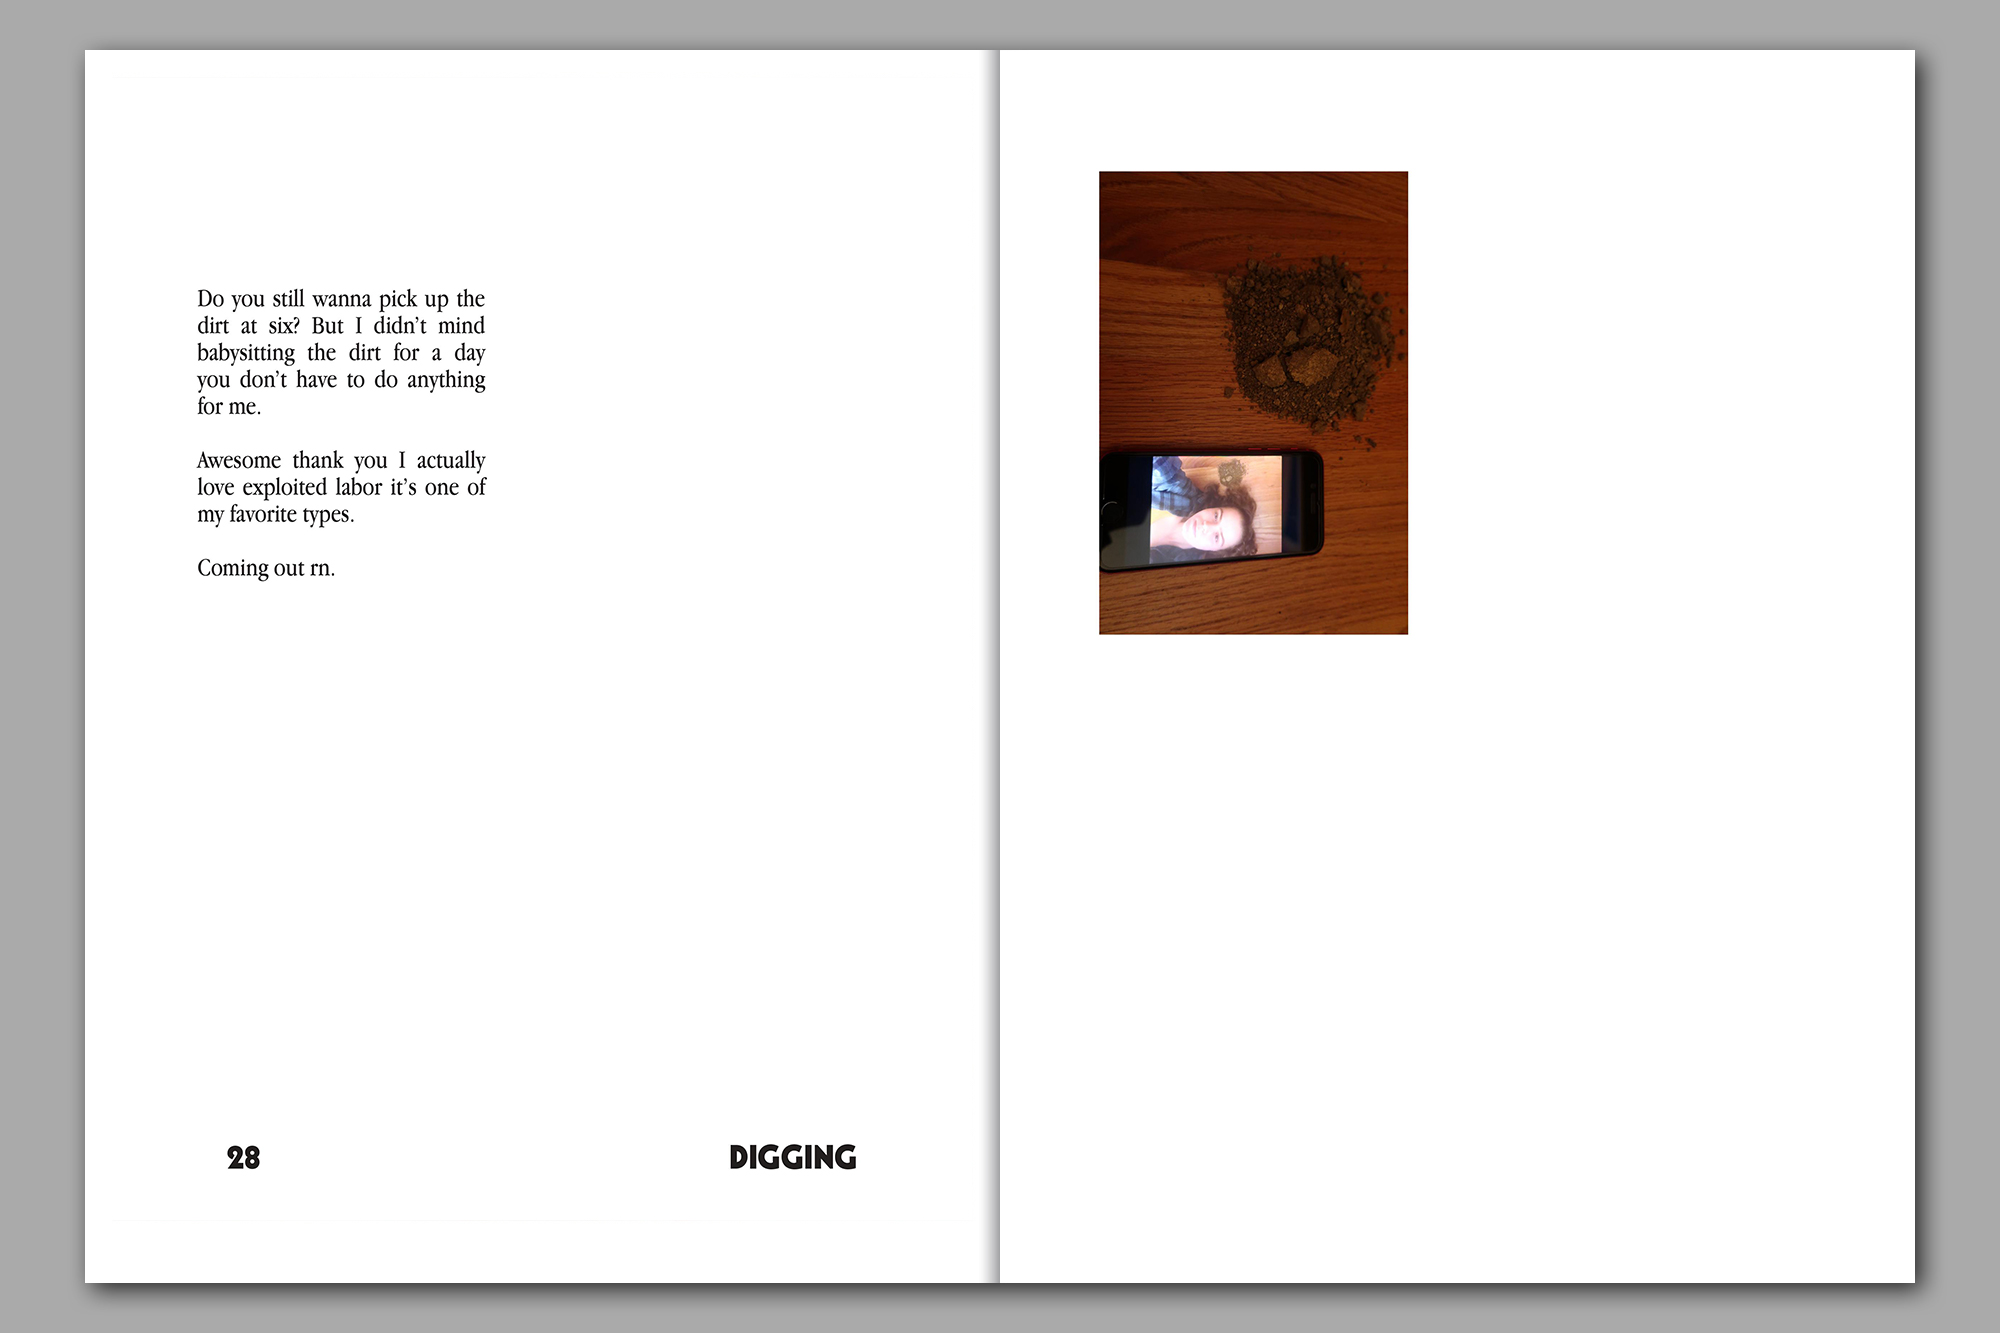 Do you still wanna pick up the
dirt at six? But I didn’t mind
babysitting the dirt for a day
you don’t have to do anything
for me.
Awesome thank you I actually
love exploited labor it’s one of
my favorite types.
Coming out rn.
28
DIGGING